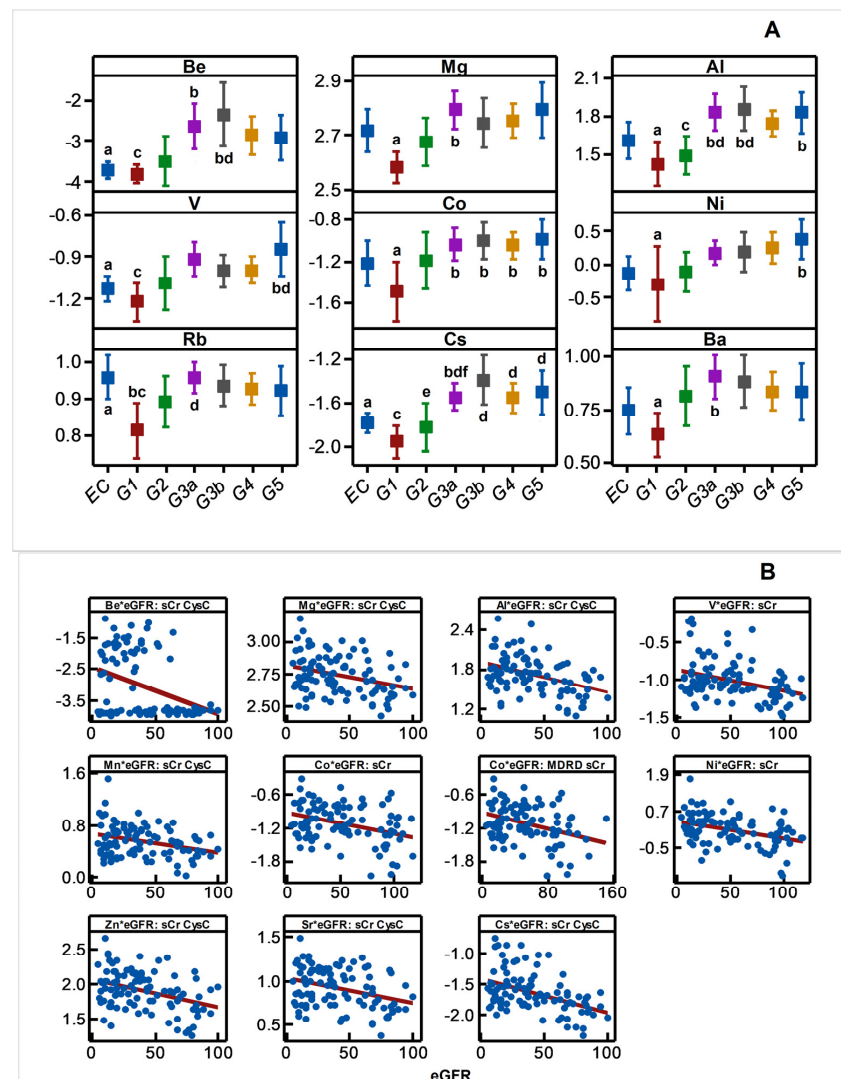 A
Be Mg Al
b
a c
bd
-2
-3
-4
2.9
2.7
2.5
a
b
2.1
1.8
1.5
a c
bd bd b
V Co Ni
-0.6
-0.9
-1.2
a c
bd
-0.8
-1.2
-1.6
a
b b b b
0.5
0.0
-0.5
a
b
Rb Cs Ba
1.0
0.9
0.8
bc
a d
-1.2
-1.6
-2.0
a c e bdf d d
d
1.00
0.75
0.50
a
b
EC G1 G2 G3a G3b G4 G5 EC G1 G2 G3a G3b G4 G5 EC G1 G2 G3a G3b G4 G5
B
Be*eGFR: sCr CysC Mg*eGFR: sCr CysC Al*eGFR: sCr CysC V*eGFR: sCr
-1.5
-2.5
-3.5
3.00
2.75
2.50
2.4
1.8
1.2
-0.5
-1.0
-1.5
0 50 100 0 50 100 0 50 100 0 50 100
Mn*eGFR: sCr CysC Co*eGFR: sCr Co*eGFR: MDRD sCr Ni*eGFR: sCr
1.6
0.8
0.0
-0.6
-1.2
-1.8
-0.6
-1.2
-1.8
1.9
0.7
-0.5
0 50 100 0 50 100 0 80 160 0 50 100
Zn*eGFR: sCr CysC Sr*eGFR: sCr CysC Cs*eGFR: sCr CysC
2.5
2.0
1.5
1.5
1.0
0.5
-1.0
-1.5
-2.0
0 50 100 0 50 100 0 50 100
eGFR